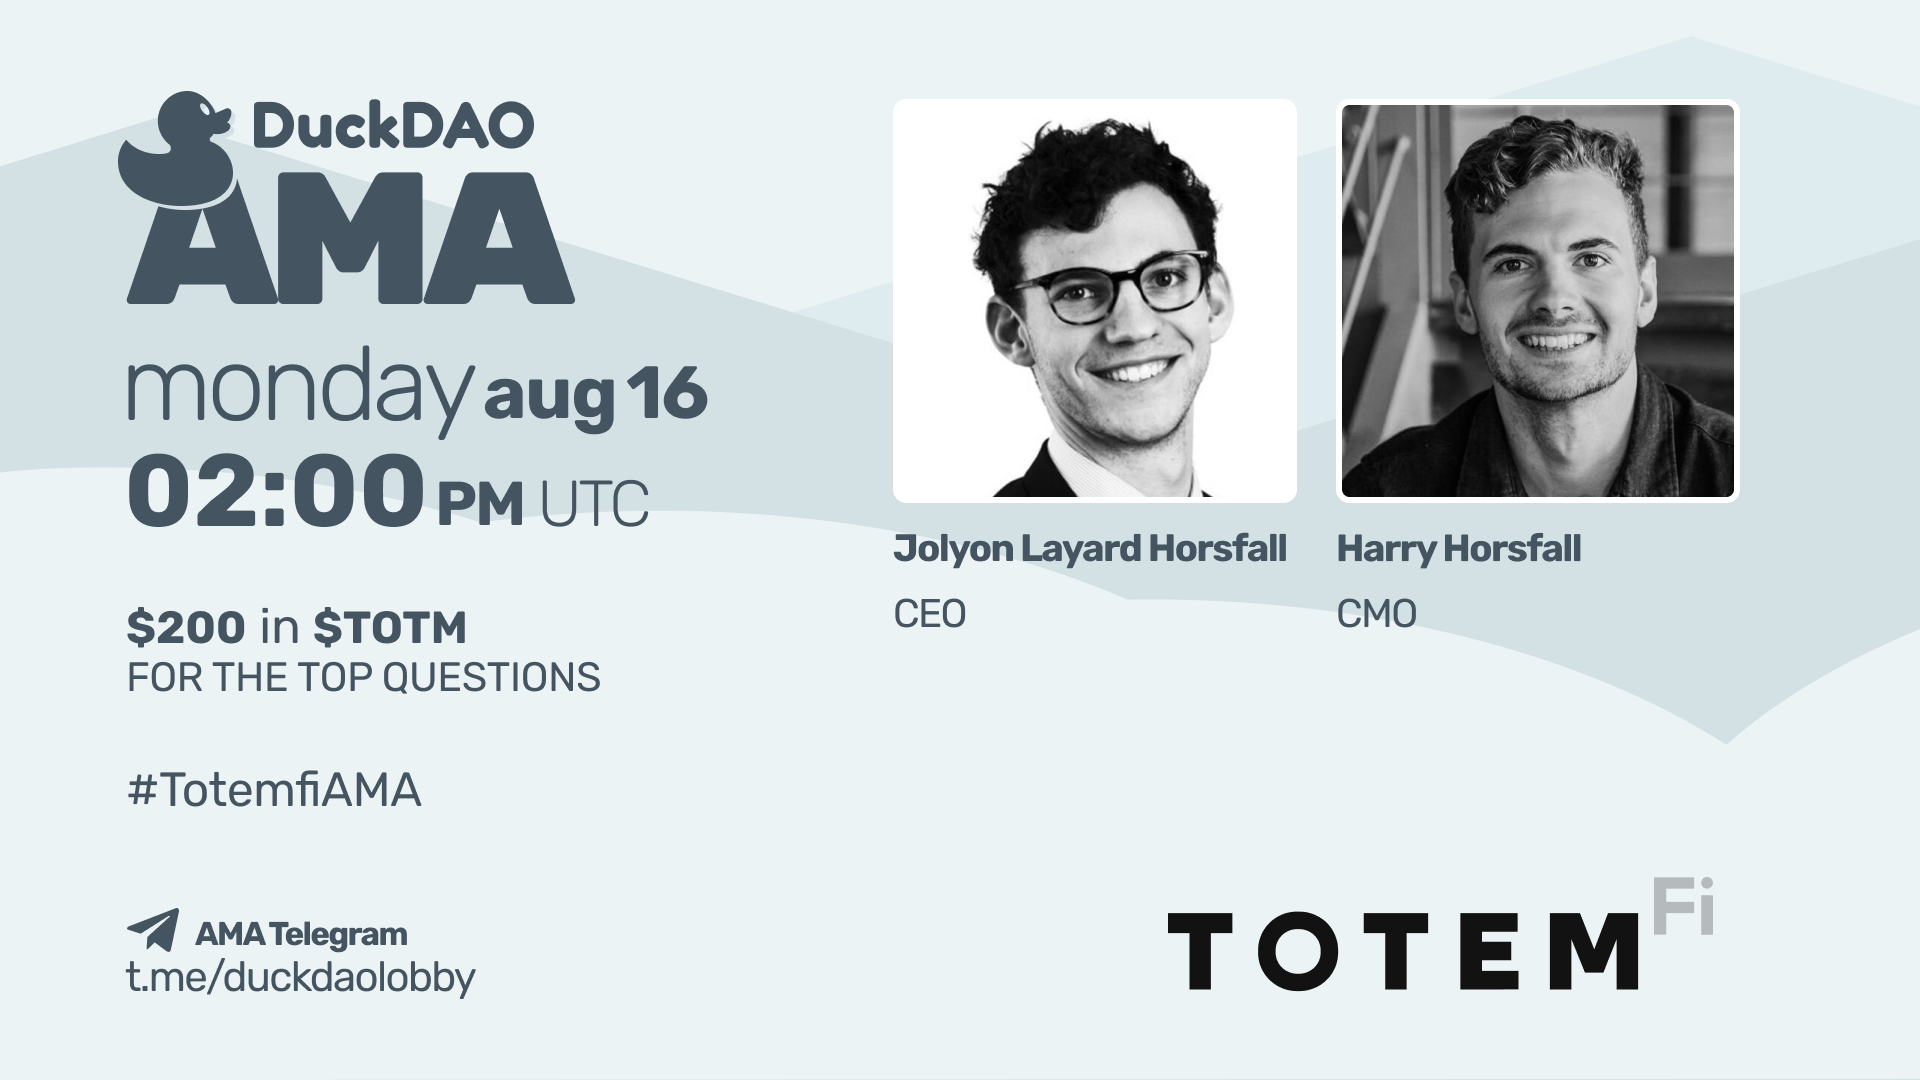 DuckDAO
AMA
monday aug 16
02:00 PM UTC
$200 in $TOTM
FOR THE TOP QUESTIONS
#TotemfiAMA
AMA Telegram
t.me/duckdaolobby
Jolyon Layard Horsfall
CEO
Harry Horsfall
CMO
TOTEM Fi